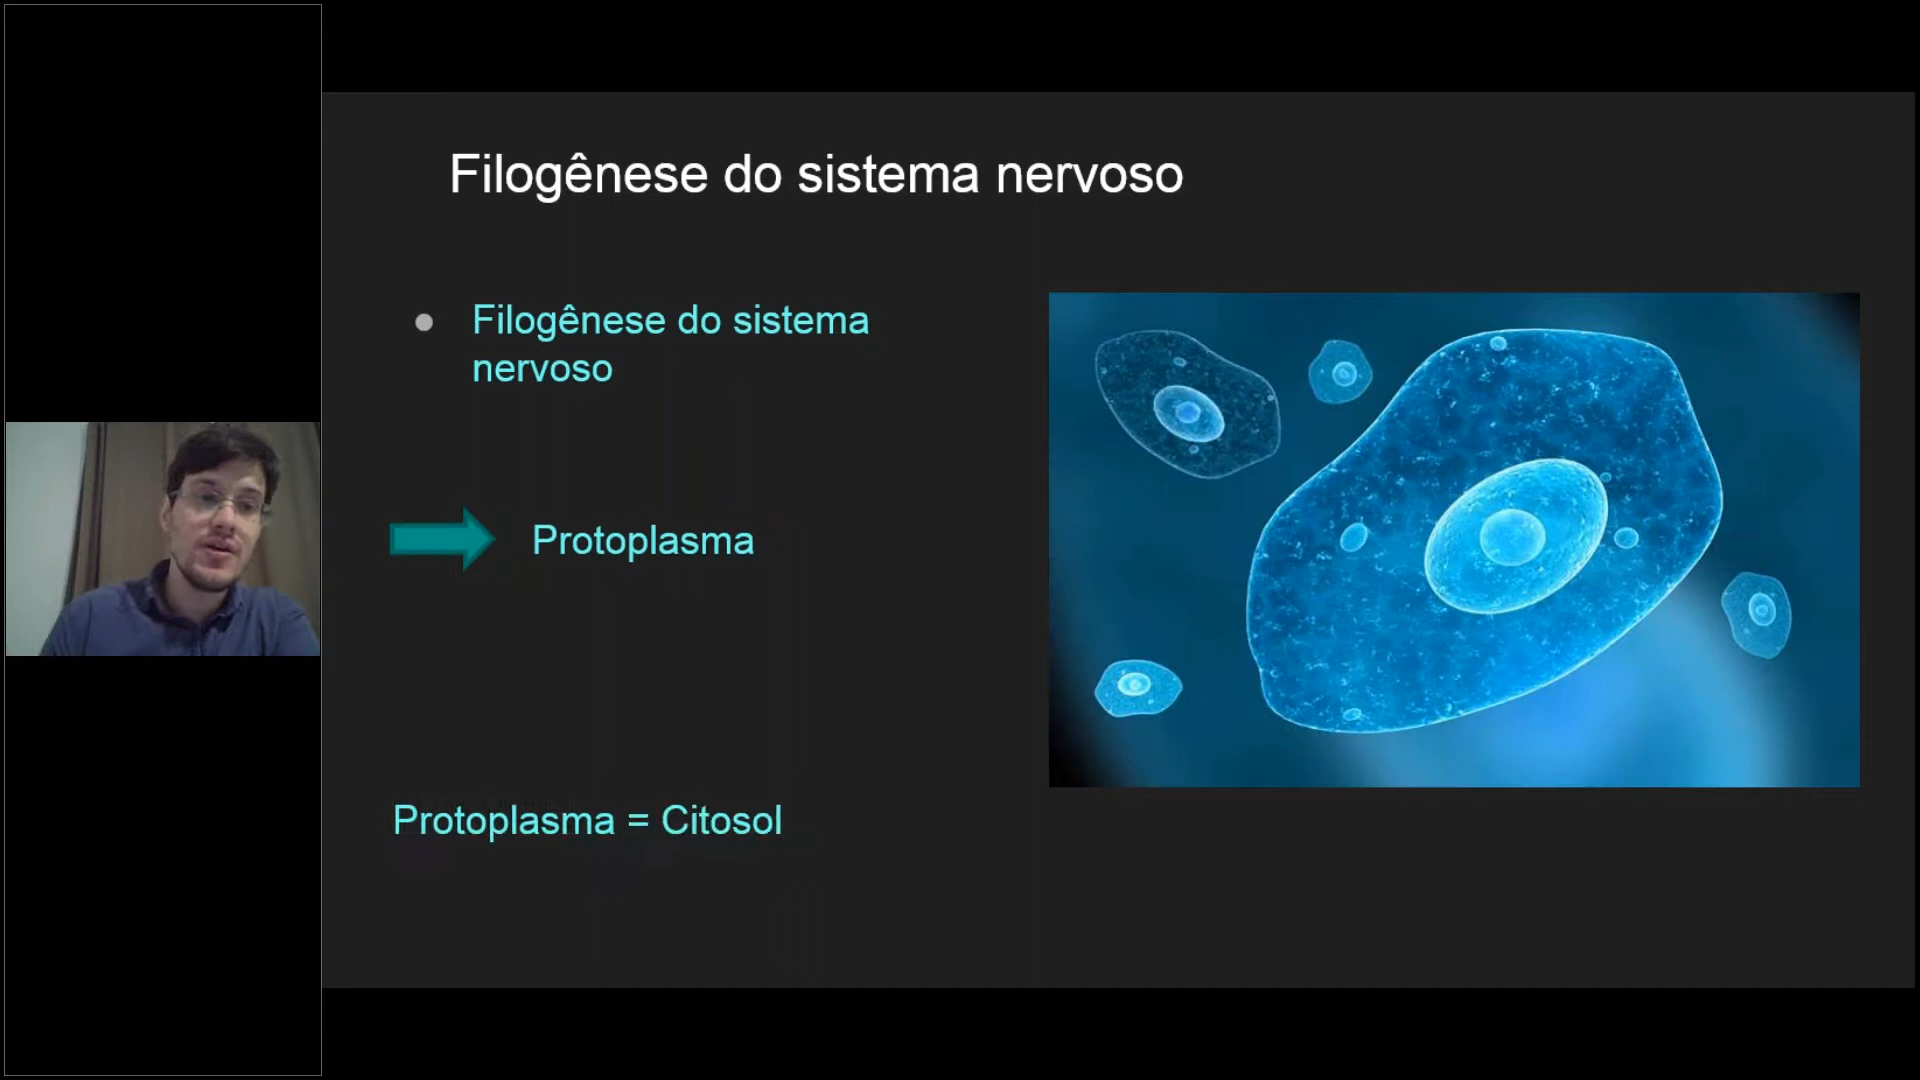 Filogênese do sistema nervoso
Filogênese do sistema
nervoso
Protoplasma
Protoplasma = Citosol